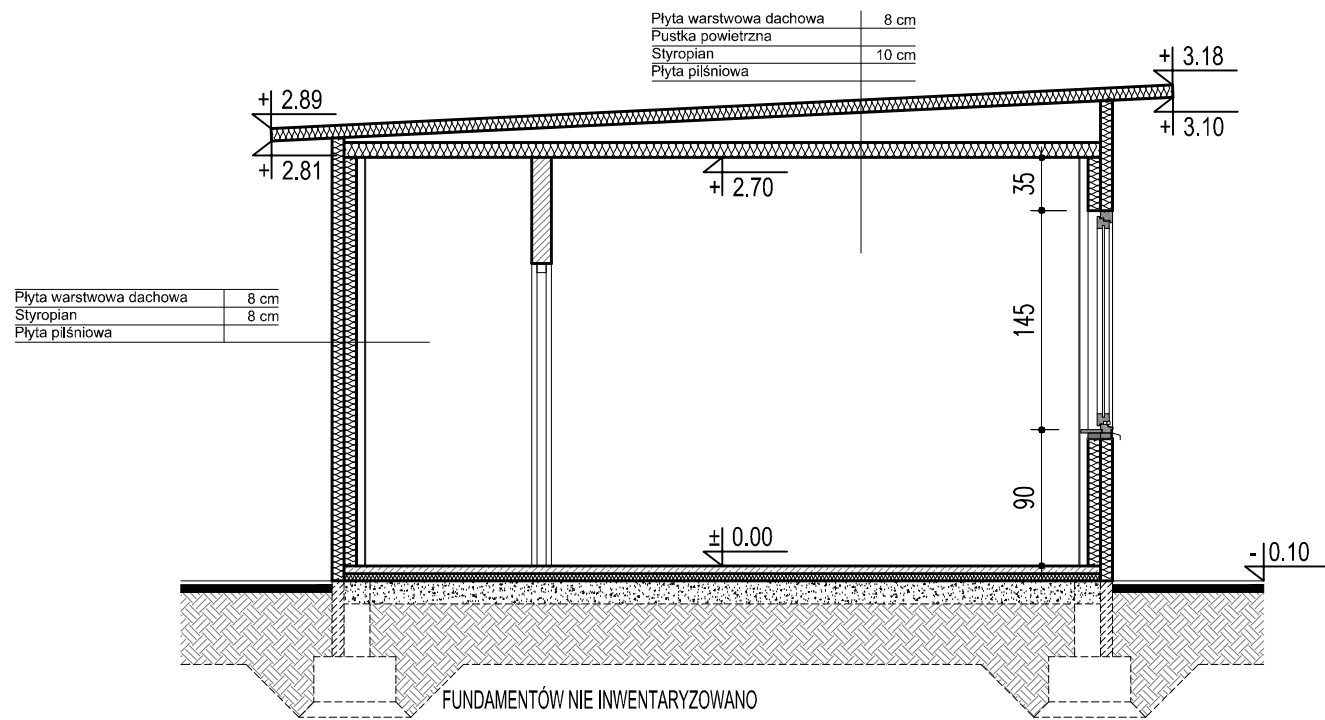 Płyta warstwowa dachowa 8 cm
Pustka powietrzna
Styropian 10 cm
Płyta pilśniowa
+ 3.18
+ 2.89
+ 3.10
+ 2.81
+ 2.70
35
Płyta warstwowa dachowa 8 cm
Styropian 8 cm
Płyta pilśniowa
145
90
± 0.00
- 0.10
FUNDAMENTÓW NIE INWENTARYZOWANO